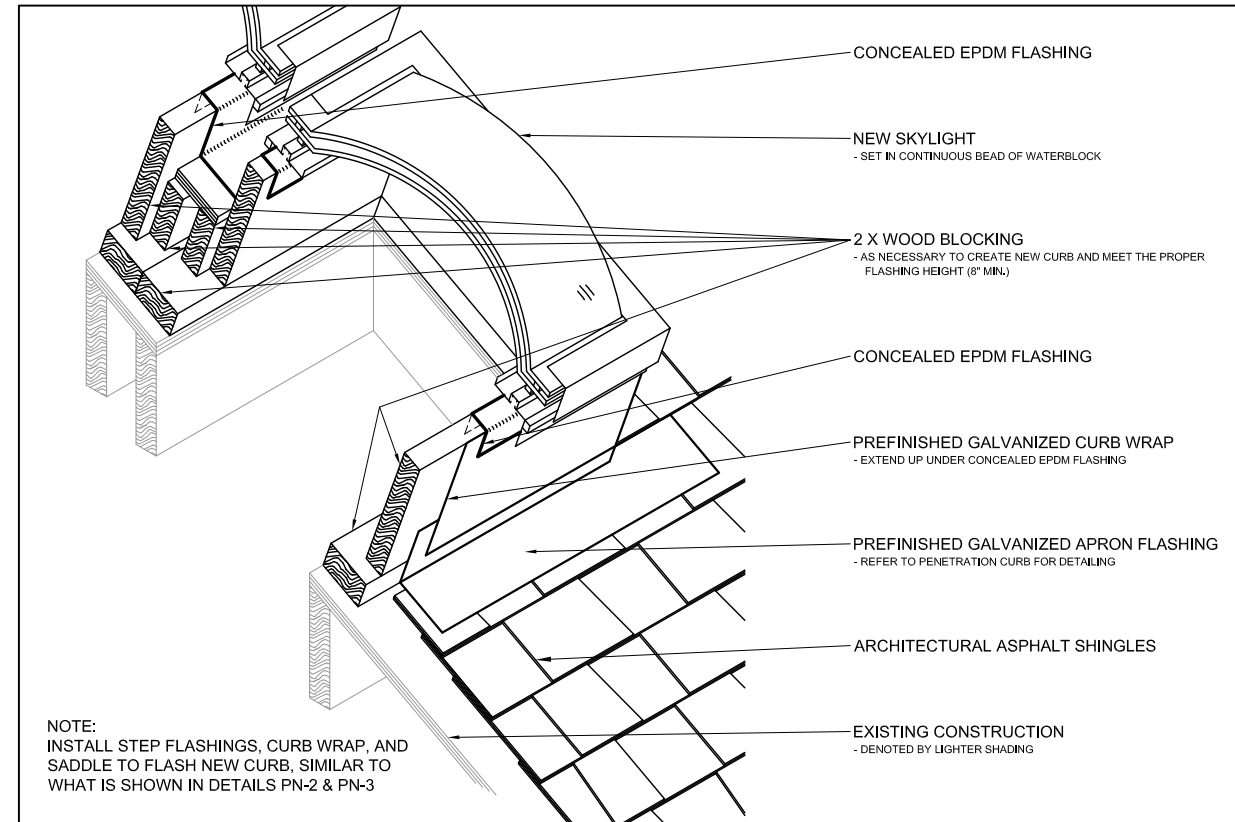 CONCEALED EPDM FLASHING
NEW SKYLIGHT
- SET IN CONTINUOUS BEAD OF WATERBLOCK
2 X WOOD BLOCKING
- AS NECESSARY TO CREATE NEW CURB AND MEET THE PROPER
FLASHING HEIGHT (8" MIN.)
CONCEALED EPDM FLASHING
PREFINISHED GALVANIZED CURB WRAP
- EXTEND UP UNDER CONCEALED EPDM FLASHING
PREFINISHED GALVANIZED APRON FLASHING
- REFER TO PENETRATION CURB FOR DETAILING
ARCHITECTURAL ASPHALT SHINGLES
EXISTING CONSTRUCTION
- DENOTED BY LIGHTER SHADING
NOTE:
INSTALL STEP FLASHINGS, CURB WRAP, AND
SADDLE TO FLASH NEW CURB, SIMILAR TO
WHAT IS SHOWN IN DETAILS PN-2 & PN-3